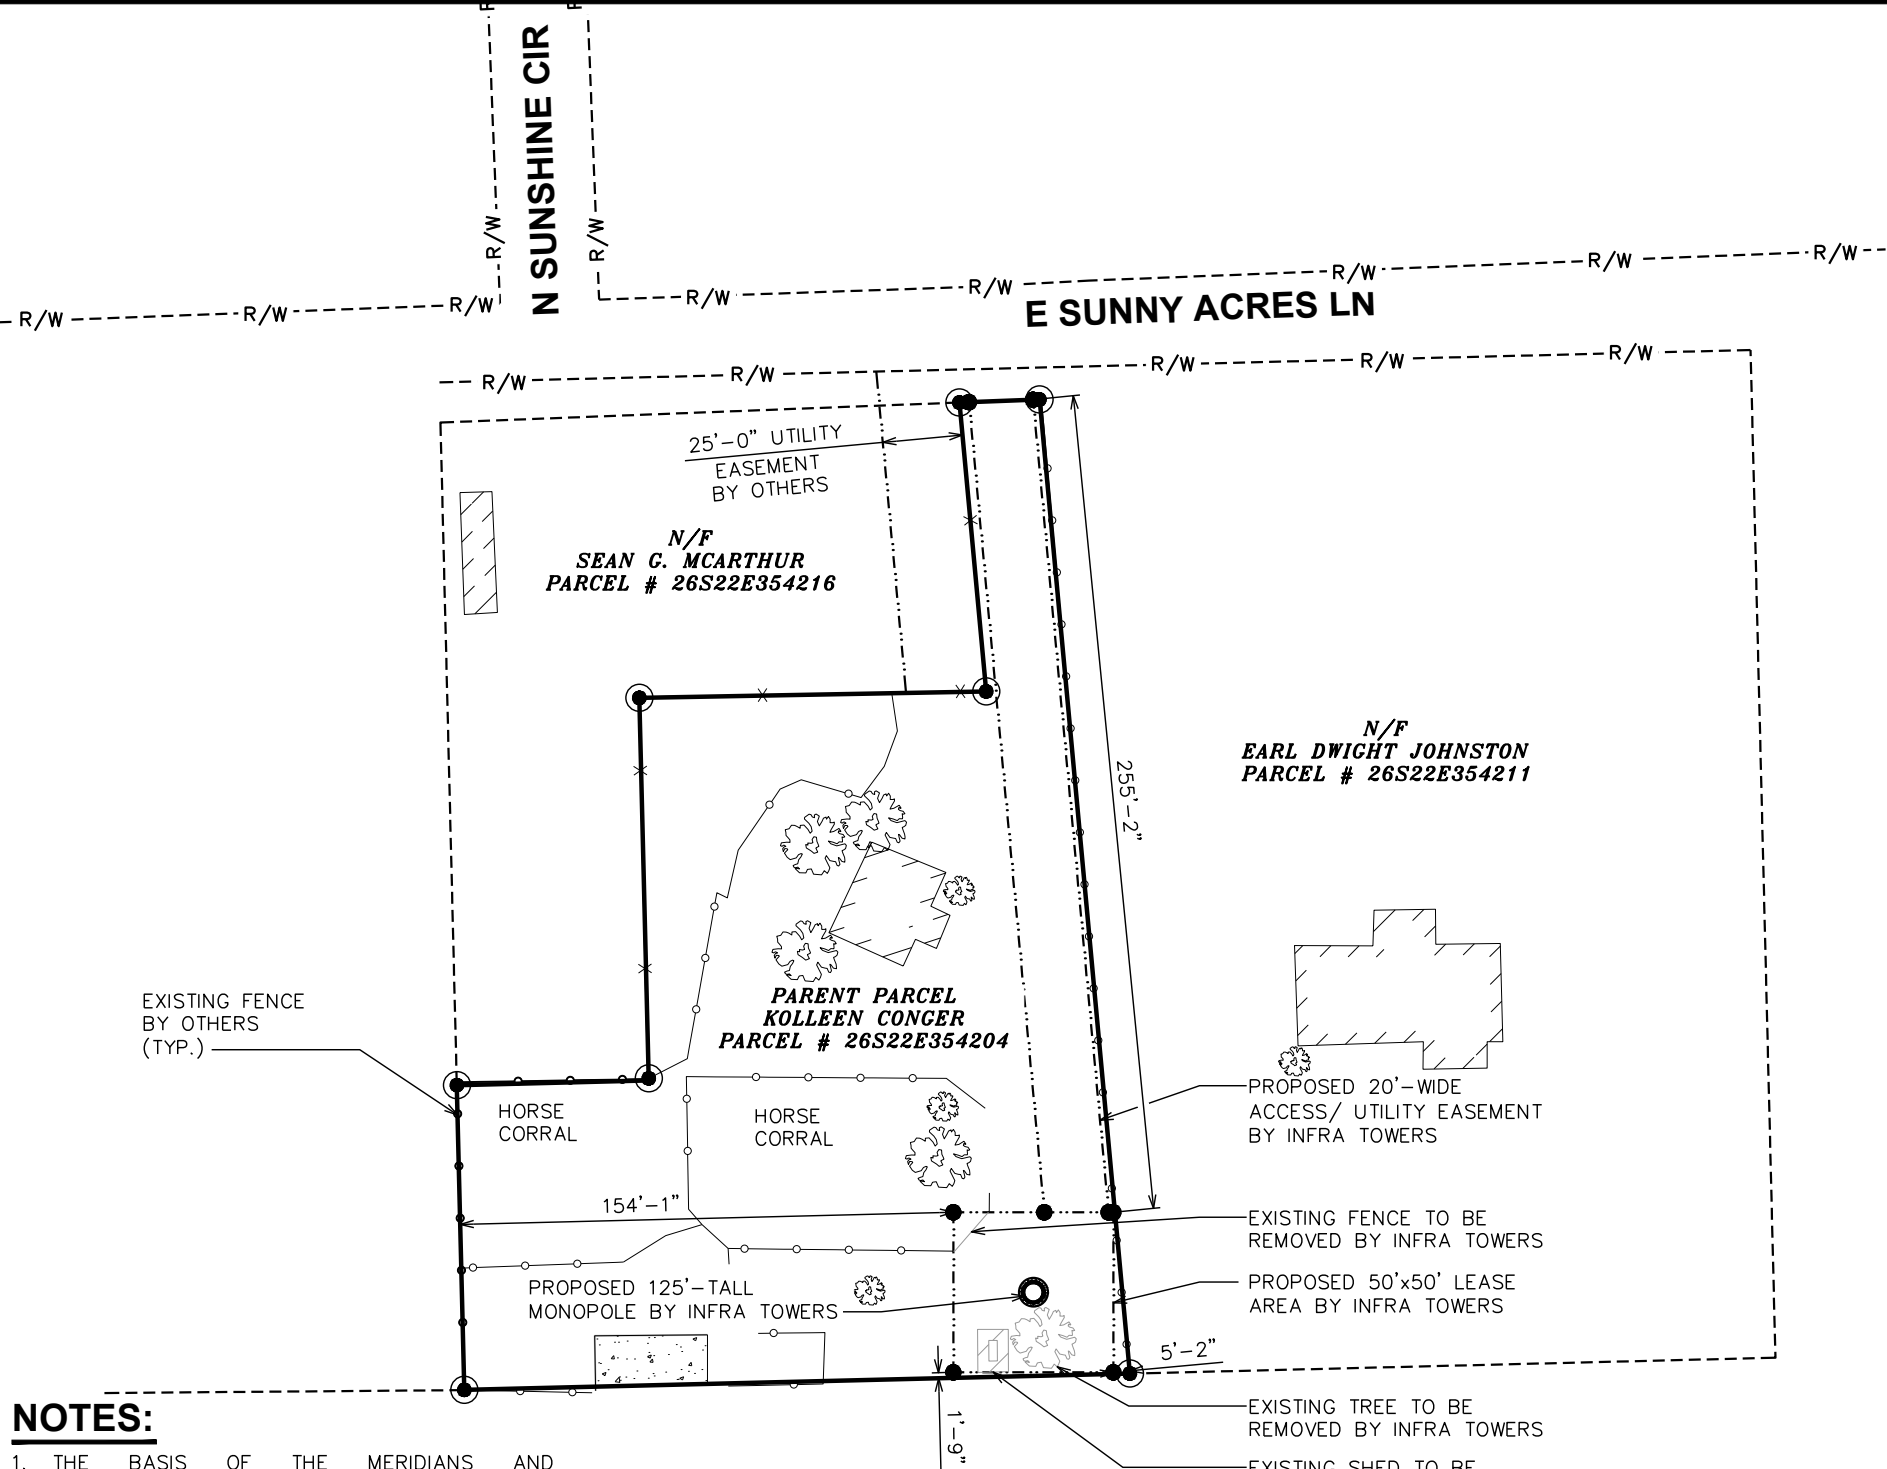 N SUNSHINE CIR
R/W
R/W
R/W
R/W
R/W
R/W
R/W
R/W
R/W
R/W
R/W
E SUNNY ACRES LN
R/W
R/W
R/W
R/W
R/W
25'-0" UTILITY
EASEMENT
BY OTHERS
N/F
SEAN G. MCARTHUR
PARCEL # 26S22E354216
N/F
EARL DWIGHT JOHNSTON
PARCEL # 26S22E354211
255'-2"
PARENT PARCEL
KOLLEEN CONGER
PARCEL # 26S22E354204
EXISTING FENCE
BY OTHERS
(TYP.)
HORSE
CORRAL
HORSE
CORRAL
PROPOSED 20'-WIDE
ACCESS/ UTILITY EASEMENT
BY INFRA TOWERS
154'-1"
EXISTING FENCE TO BE
REMOVED BY INFRA TOWERS
PROPOSED 125'-TALL
MONOPOLE BY INFRA TOWERS
PROPOSED 50'x50' LEASE
AREA BY INFRA TOWERS
5'-2"
1'-9"
EXISTING TREE TO BE
REMOVED BY INFRA TOWERS
EXISTING SHED TO BE
NOTES:
1. THE BASIS OF THE MERIDIANS AND